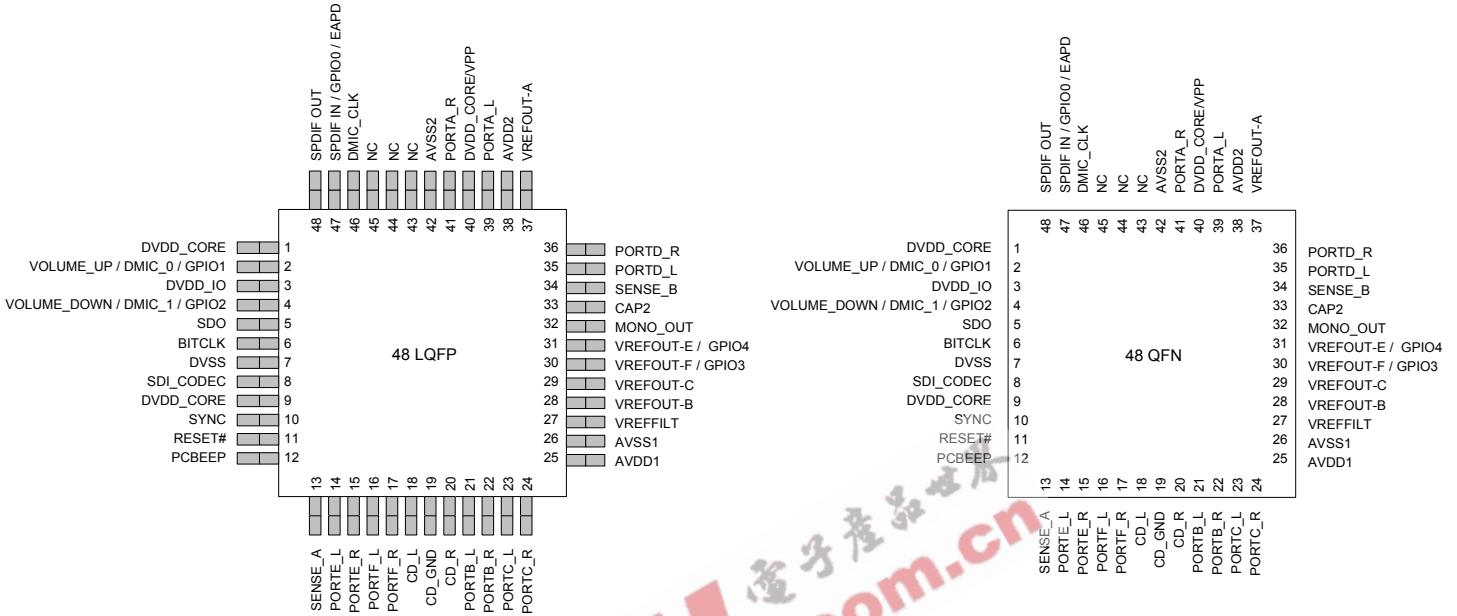 SPDIF OUT
SPDIF IN / GPIO0 / EAPD
DMIC_CLK
NC
NC
NC
AVSS2
PORTA_R
DVDD_CORE/VPP
PORTA_L
AVDD2
VREFOUT-A
48 47 46 45 44 43 42 41 40 39 38 37
DVDD_CORE 1
VOLUME_UP / DMIC_0 / GPIO1 2
DVDD_IO 3
VOLUME_DOWN / DMIC_1 / GPIO2 4
SDO 5
BITCLK 6
DVSS 7
SDI_CODEC 8
DVDD_CORE 9
SYNC 10
RESET# 11
PCBEEP 12
48 LQFP
36 PORTD_R
35 PORTD_L
34 SENSE_B
33 CAP2
32 MONO_OUT
31 VREFOUT-E / GPIO4
30 VREFOUT-F / GPIO3
29 VREFOUT-C
28 VREFOUT-B
27 VREFFILT
26 AVSS1
25 AVDD1
13 14 15 16 17 18 19 20 21 22 23 24
SENSE_A
PORTE_L
PORTE_R
PORTF_L
PORTF_R
CD_L
CD_GND
CD_R
PORTB_L
PORTB_R
PORTC_L
PORTC_R
SPDIF OUT
SPDIF IN / GPIO0 / EAPD
DMIC_CLK
NC
NC
NC
AVSS2
PORTA_R
DVDD_CORE/VPP
PORTA_L
AVDD2
VREFOUT-A
48 47 46 45 44 43 42 41 40 39 38 37
DVDD_CORE 1
VOLUME_UP / DMIC_0 / GPIO1 2
DVDD_IO 3
VOLUME_DOWN / DMIC_1 / GPIO2 4
SDO 5
BITCLK 6
DVSS 7
SDI_CODEC 8
DVDD_CORE 9
SYNC 10
RESET# 11
PCBEEP 12
48 QFN
36 PORTD_R
35 PORTD_L
34 SENSE_B
33 CAP2
32 MONO_OUT
31 VREFOUT-E / GPIO4
30 VREFOUT-F / GPIO3
29 VREFOUT-C
28 VREFOUT-B
27 VREFFILT
26 AVSS1
25 AVDD1
13 14 15 16 17 18 19 20 21 22 23 24
SENSE_A
PORTE_L
PORTE_R
PORTF_L
PORTF_R
CD_L
CD_GND
CD_R
PORTB_L
PORTB_R
PORTC_L
PORTC_R
電子產品世界
om.cn